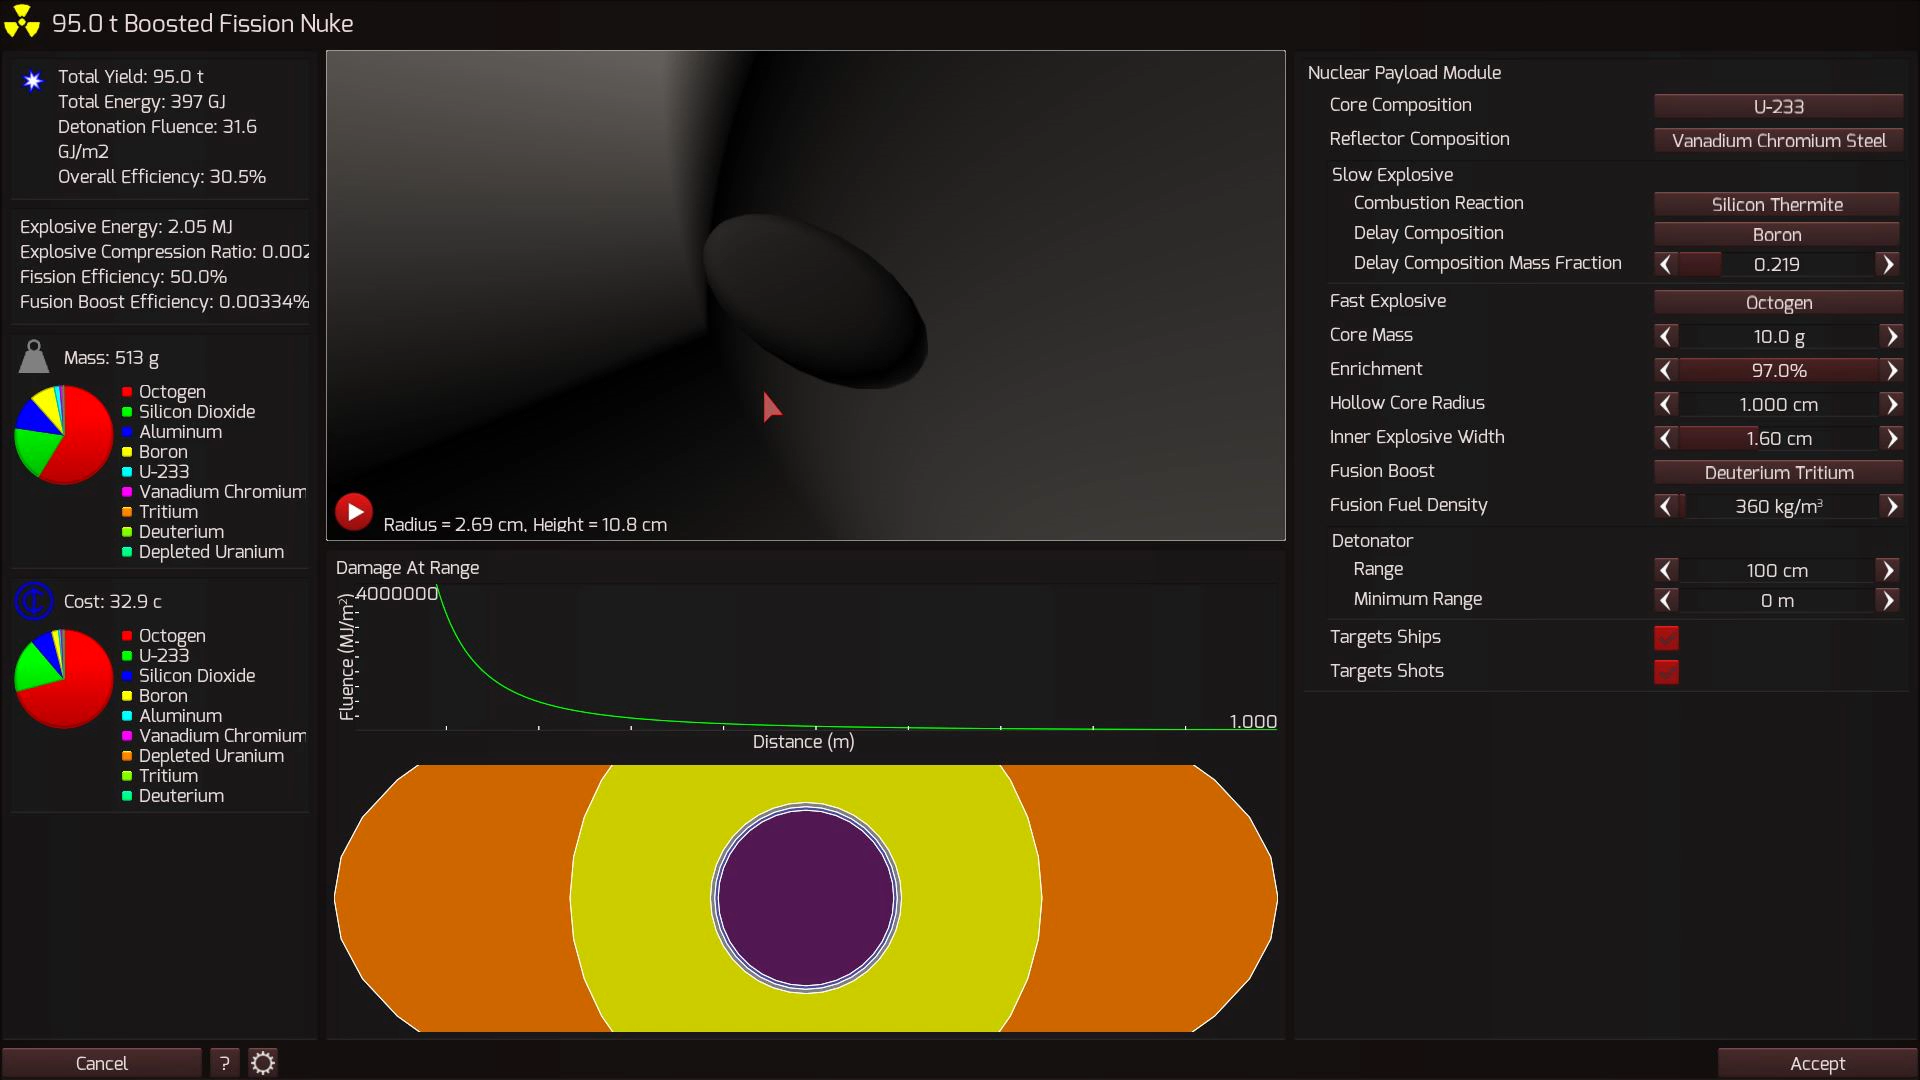 95.0 t Boosted Fission Nuke
Total Yield: 95.0 t
Total Energy: 397 GJ
Detonation Fluence: 31.6
GJ/m2
Overall Efficiency: 30.5%
Explosive Energy: 2.05 MJ
Explosive Compression Ratio: 0.002
Fission Efficiency: 50.0%
Fusion Boost Efficiency: 0.00334%
Mass: 513 g
Octogen
Silicon Dioxide
Aluminum
Boron
U-233
Vanadium Chromium
Tritium
Deuterium
Depleted Uranium
Cost: 32.9 c
Octogen
U-233
Silicon Dioxide
Boron
Aluminum
Vanadium Chromium
Depleted Uranium
Tritium
Deuterium
Cancel
?
Radius = 2.69 cm, Height = 10.8 cm
Damage At Range
4000000
Fluence (MJ/m²)
1.000
Distance (m)
Nuclear Payload Module
Core Composition U-233
Reflector Composition Vanadium Chromium Steel
Slow Explosive
Combustion Reaction Silicon Thermite
Delay Composition Boron
Delay Composition Mass Fraction 0.219
Fast Explosive Octogen
Core Mass 10.0 g
Enrichment 97.0%
Hollow Core Radius 1.000 cm
Inner Explosive Width 1.60 cm
Fusion Boost Deuterium Tritium
Fusion Fuel Density 360 kg/m³
Detonator
Range 100 cm
Minimum Range 0 m
Targets Ships
Targets Shots
Accept